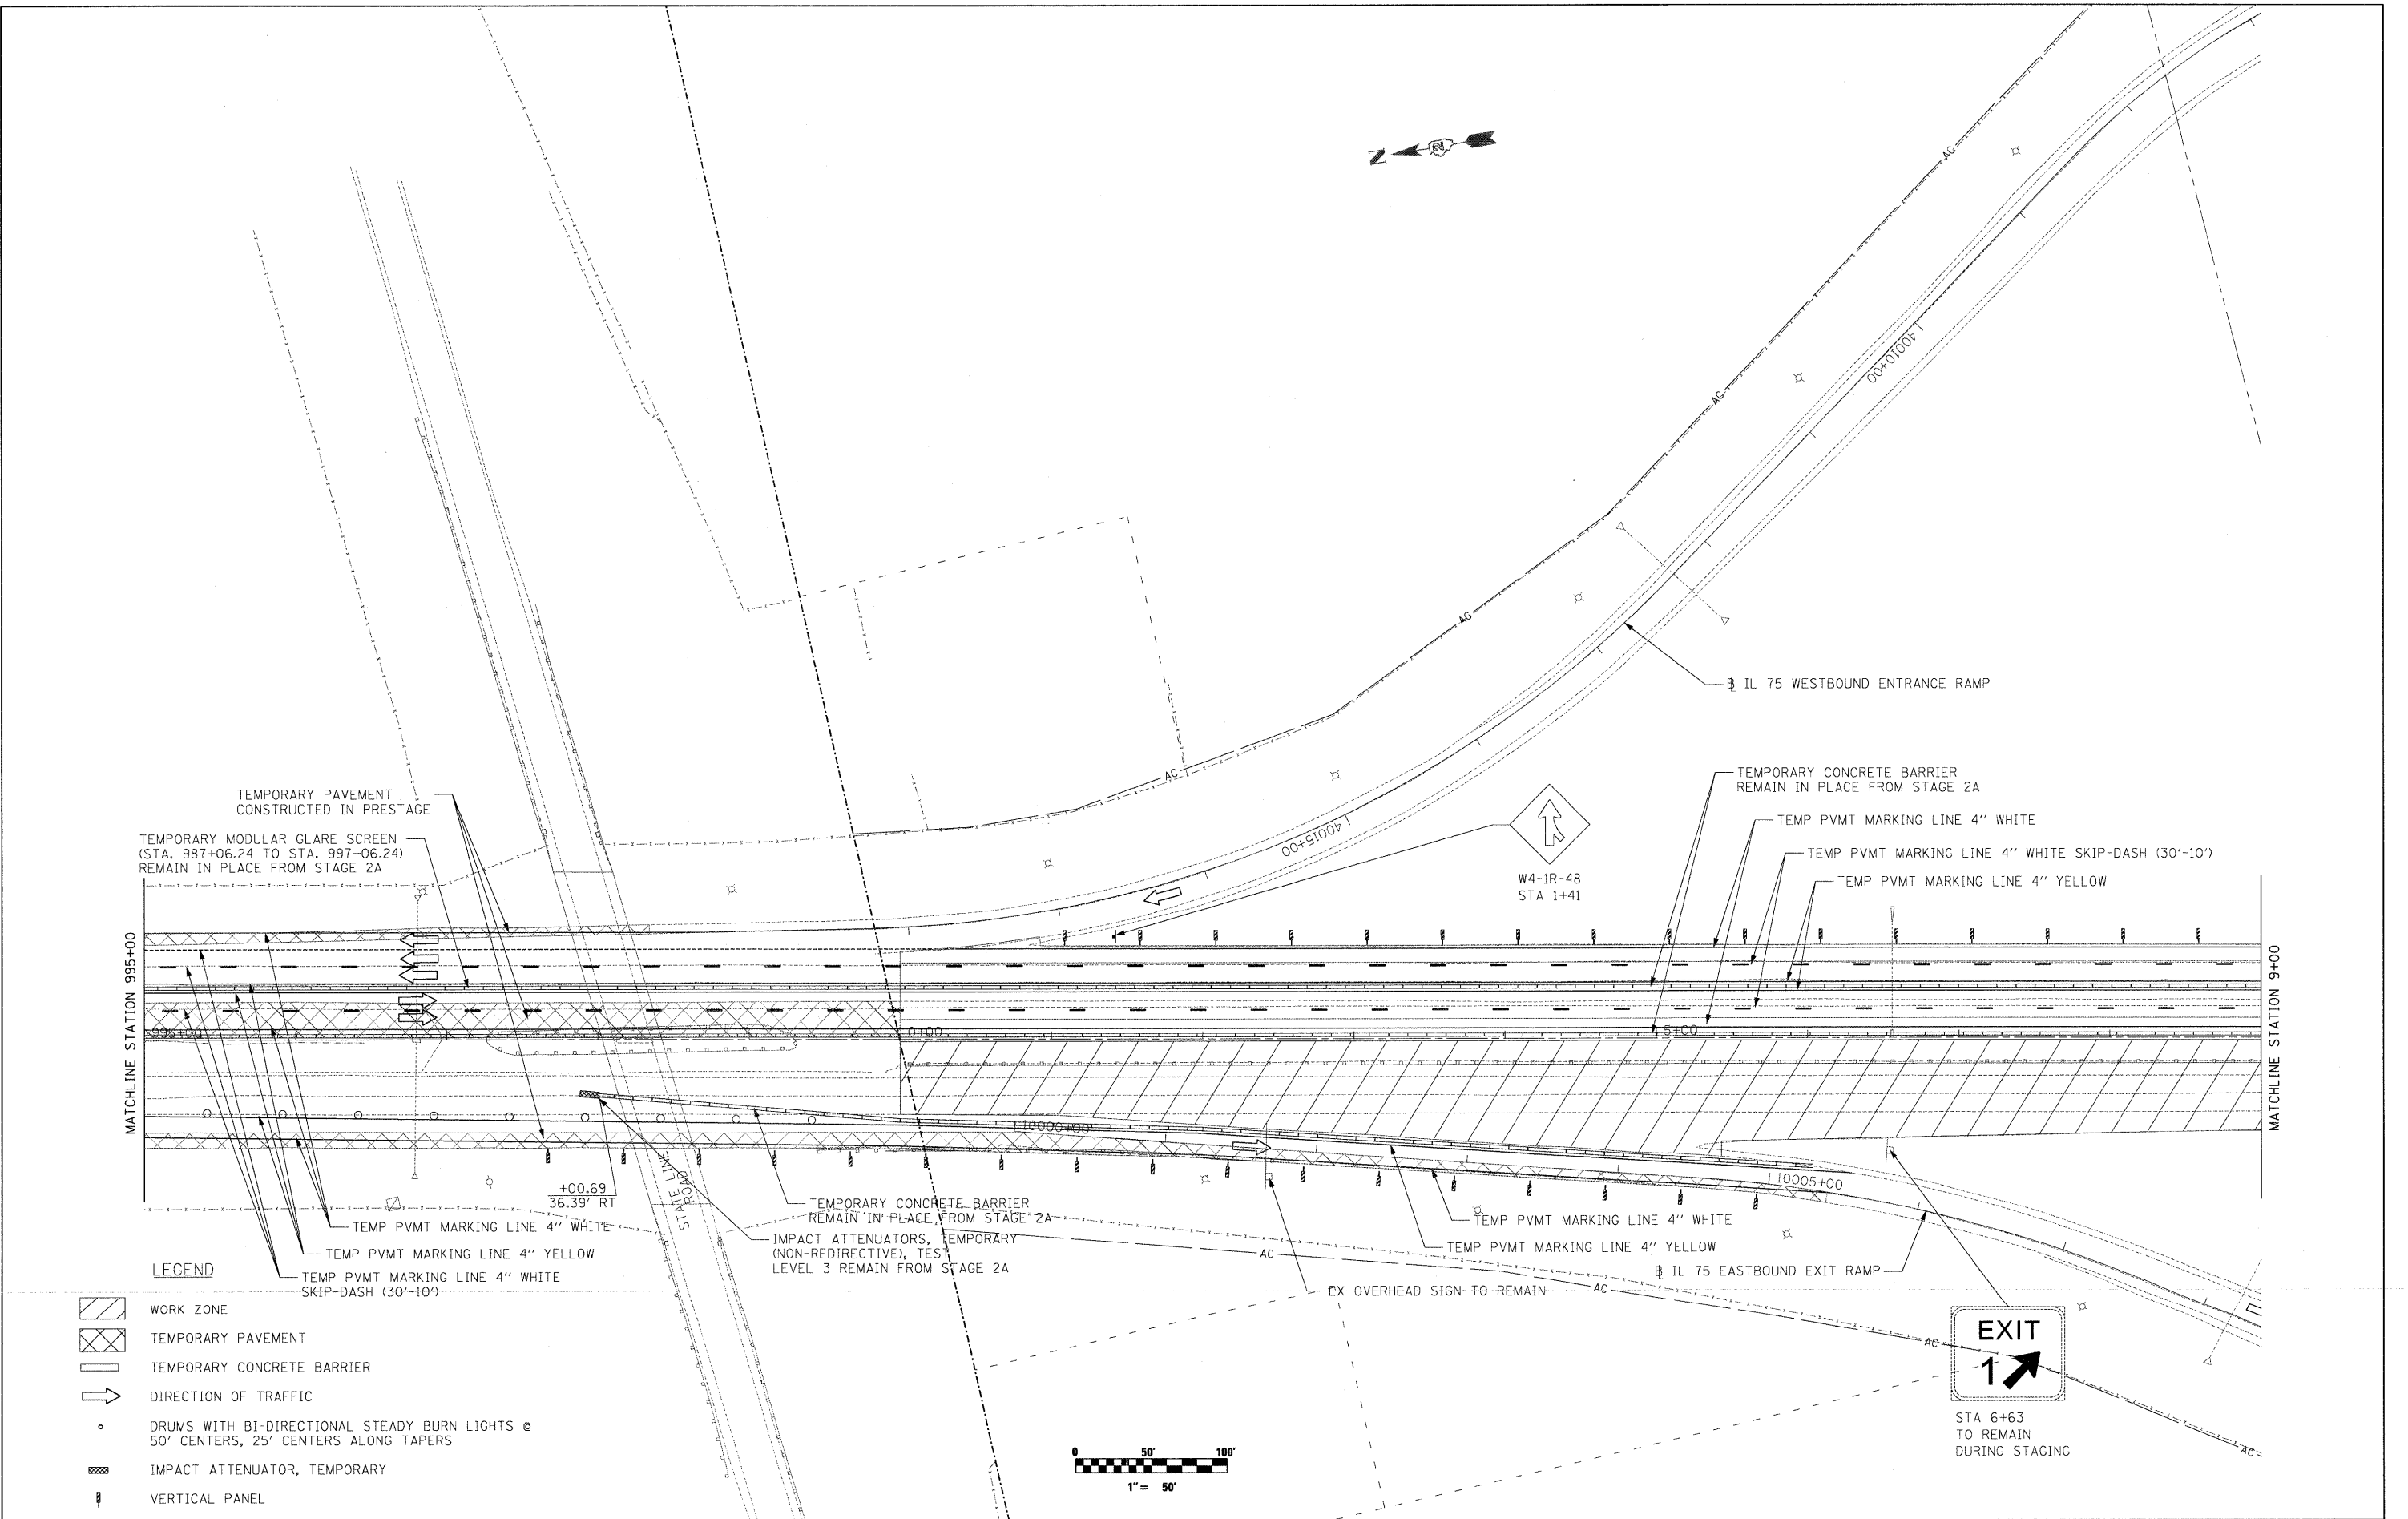 N
AC
AC
AC
AC
40010+00
40015+00
℄ IL 75 WESTBOUND ENTRANCE RAMP
TEMPORARY PAVEMENT
CONSTRUCTED IN PRESTAGE
TEMPORARY MODULAR GLARE SCREEN
(STA. 987+06.24 TO STA. 997+06.24)
REMAIN IN PLACE FROM STAGE 2A
TEMPORARY CONCRETE BARRIER
REMAIN IN PLACE FROM STAGE 2A
TEMP PVMT MARKING LINE 4" WHITE
TEMP PVMT MARKING LINE 4" WHITE SKIP-DASH (30'-10')
TEMP PVMT MARKING LINE 4" YELLOW
W4-1R-48
STA 1+41
MATCHLINE STATION 995+00
MATCHLINE STATION 9+00
995+00
0+00
5+00
10000+00
10005+00
STATE LINE
ROAD
+00.69
36.39' RT
TEMPORARY CONCRETE BARRIER
REMAIN IN PLACE FROM STAGE 2A
IMPACT ATTENUATORS, TEMPORARY
(NON-REDIRECTIVE), TEST
LEVEL 3 REMAIN FROM STAGE 2A
TEMP PVMT MARKING LINE 4" WHITE
TEMP PVMT MARKING LINE 4" YELLOW
TEMP PVMT MARKING LINE 4" WHITE
SKIP-DASH (30'-10')
TEMP PVMT MARKING LINE 4" WHITE
TEMP PVMT MARKING LINE 4" YELLOW
℄ IL 75 EASTBOUND EXIT RAMP
EX OVERHEAD SIGN TO REMAIN
AC
AC
AC
AC
EXIT
1
STA 6+63
TO REMAIN
DURING STAGING
LEGEND
WORK ZONE
TEMPORARY PAVEMENT
TEMPORARY CONCRETE BARRIER
DIRECTION OF TRAFFIC
DRUMS WITH BI-DIRECTIONAL STEADY BURN LIGHTS @
50' CENTERS, 25' CENTERS ALONG TAPERS
IMPACT ATTENUATOR, TEMPORARY
VERTICAL PANEL
0 50' 100'
1"= 50'